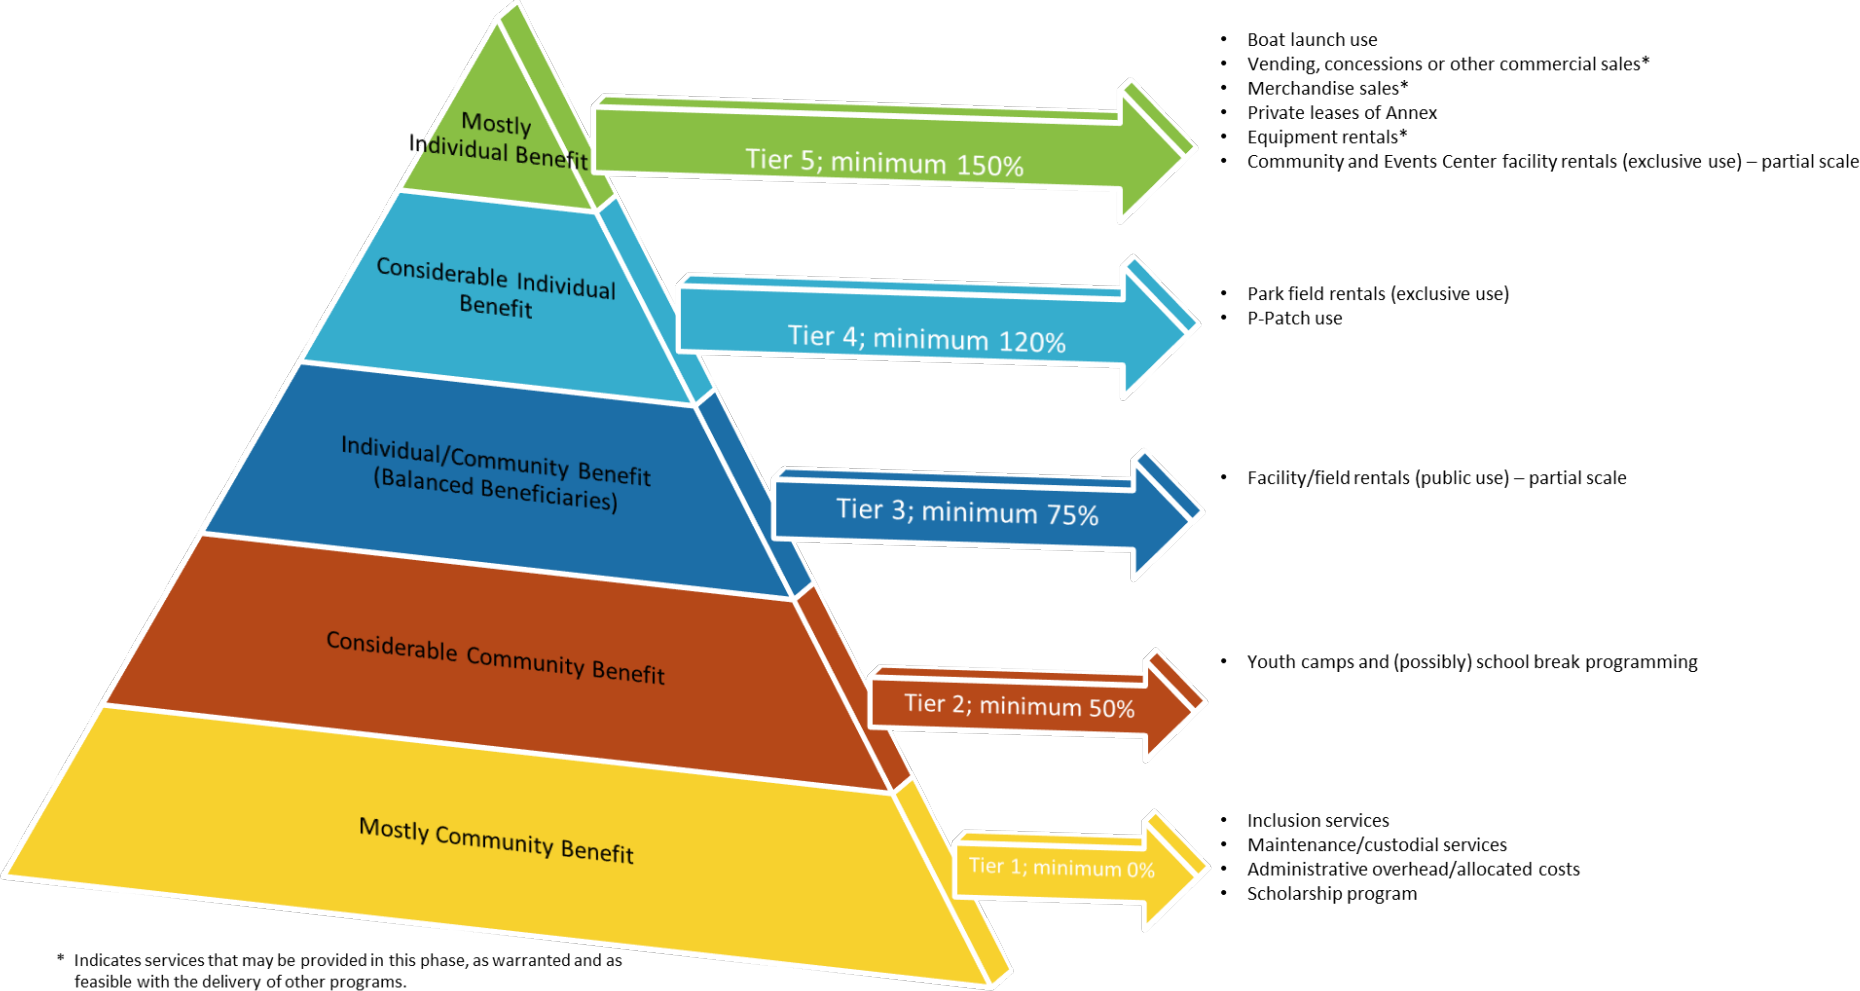 Mostly
Individual Benefit
Tier 5; minimum 150%
• Boat launch use
• Vending, concessions or other commercial sales*
• Merchandise sales*
• Private leases of Annex
• Equipment rentals*
• Community and Events Center facility rentals (exclusive use) – partial scale
Considerable Individual
Benefit
Tier 4; minimum 120%
• Park field rentals (exclusive use)
• P-Patch use
Individual/Community Benefit
(Balanced Beneficiaries)
Tier 3; minimum 75%
• Facility/field rentals (public use) – partial scale
Considerable Community Benefit
Tier 2; minimum 50%
• Youth camps and (possibly) school break programming
Mostly Community Benefit
Tier 1; minimum 0%
• Inclusion services
• Maintenance/custodial services
• Administrative overhead/allocated costs
• Scholarship program
* Indicates services that may be provided in this phase, as warranted and as
feasible with the delivery of other programs.